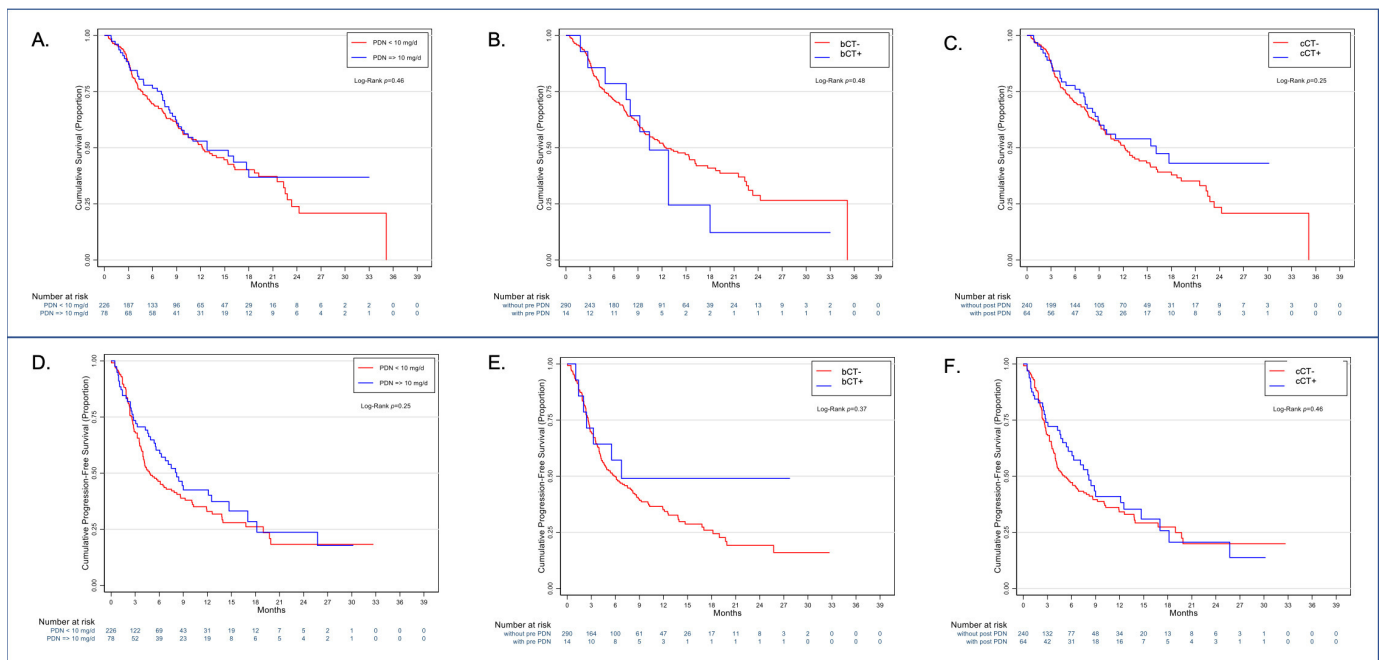 A.
Cumulative Survival (Proportion)
1.00
0.75
0.50
0.25
0.00
PDN < 10 mg/d
PDN => 10 mg/d
Log-Rank p=0.46
0 3 6 9 12 15 18 21 24 27 30 33 36 39
Months
Number at risk
PDN < 10 mg/d 226 187 133 96 65 47 29 16 8 6 2 2 0 0
PDN => 10 mg/d 78 68 58 41 31 19 12 9 6 4 2 1 0 0
B.
Cumulative Survival (Proportion)
1.00
0.75
0.50
0.25
0.00
bCT-
bCT+
Log-Rank p=0.48
0 3 6 9 12 15 18 21 24 27 30 33 36 39
Months
Number at risk
without pre PDN 290 243 180 128 91 64 39 24 13 9 3 2 0 0
with pre PDN 14 12 11 9 5 2 2 1 1 1 1 1 0 0
C.
Cumulative Survival (Proportion)
1.00
0.75
0.50
0.25
0.00
cCT-
cCT+
Log-Rank p=0.25
0 3 6 9 12 15 18 21 24 27 30 33 36 39
Months
Number at risk
without post PDN 240 199 144 105 70 49 31 17 9 7 3 3 0 0
with post PDN 64 56 47 32 26 17 10 8 5 3 1 0 0 0
D.
Cumulative Progression-Free Survival (Proportion)
1.00
0.75
0.50
0.25
0.00
PDN < 10 mg/d
PDN => 10 mg/d
Log-Rank p=0.25
0 3 6 9 12 15 18 21 24 27 30 33 36 39
Months
Number at risk
PDN < 10 mg/d 226 122 69 43 31 19 12 7 5 2 1 0 0 0
PDN => 10 mg/d 78 52 39 23 19 8 6 5 4 2 1 0 0 0
E.
Cumulative Progression-Free Survival (Proportion)
1.00
0.75
0.50
0.25
0.00
bCT-
bCT+
Log-Rank p=0.37
0 3 6 9 12 15 18 21 24 27 30 33 36 39
Months
Number at risk
without pre PDN 290 164 100 61 47 26 17 11 8 3 2 0 0 0
with pre PDN 14 10 8 5 3 1 1 1 1 1 0 0 0 0
F.
Cumulative Progression-Free Survival (Proportion)
1.00
0.75
0.50
0.25
0.00
cCT-
cCT+
Log-Rank p=0.46
0 3 6 9 12 15 18 21 24 27 30 33 36 39
Months
Number at risk
without post PDN 240 132 77 48 34 20 13 8 6 3 1 0 0 0
with post PDN 64 42 31 18 16 7 5 4 3 1 1 0 0 0